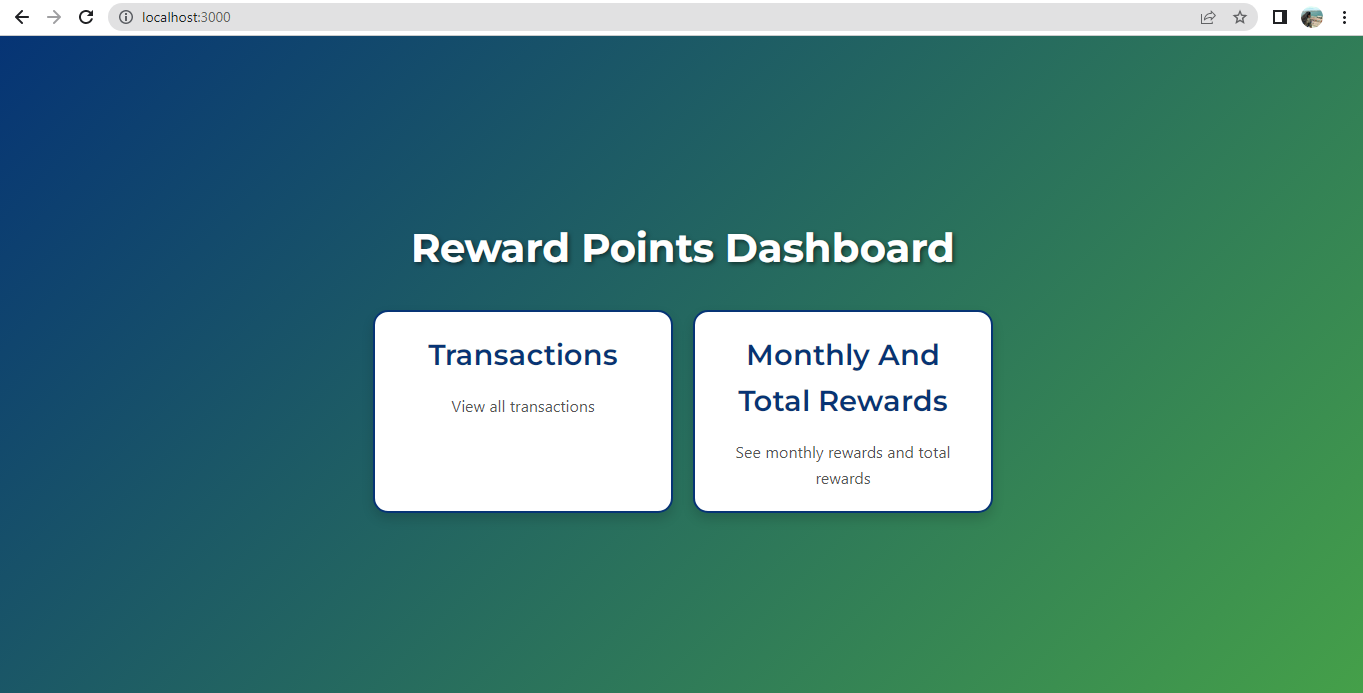 localhost:3000
Reward Points Dashboard
Transactions
View all transactions
Monthly And
Total Rewards
See monthly rewards and total
rewards